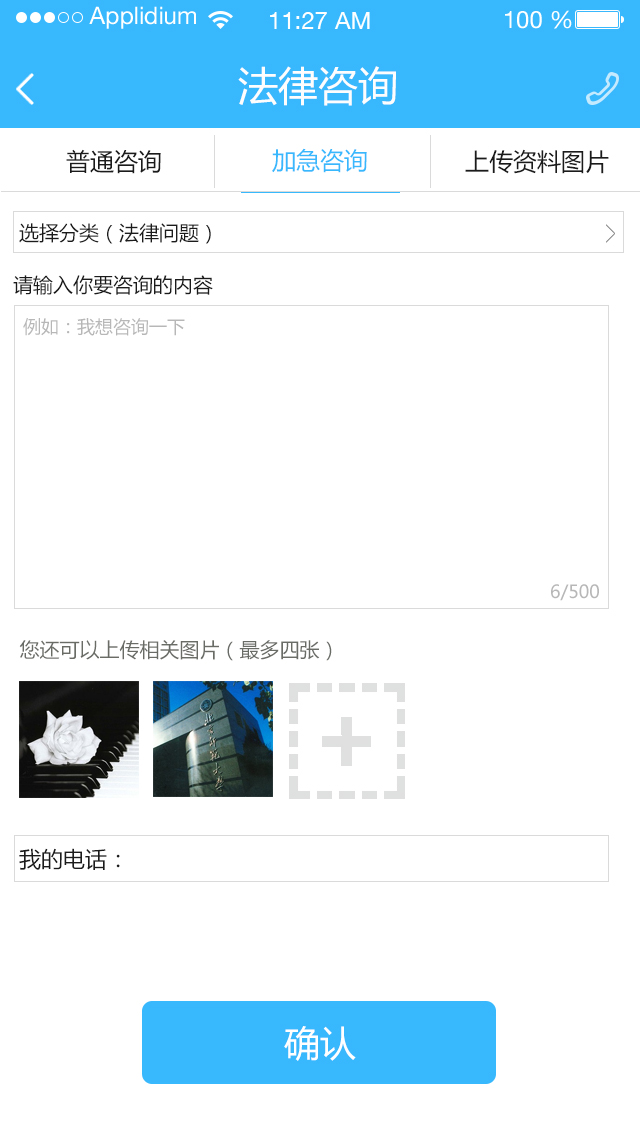 Applidium 11:27 AM 100 %
法律咨询
普通咨询 加急咨询 上传资料图片
选择分类（法律问题）
请输入你要咨询的内容
例如：我想咨询一下
6/500
您还可以上传相关图片（最多四张）
我的电话：
确认